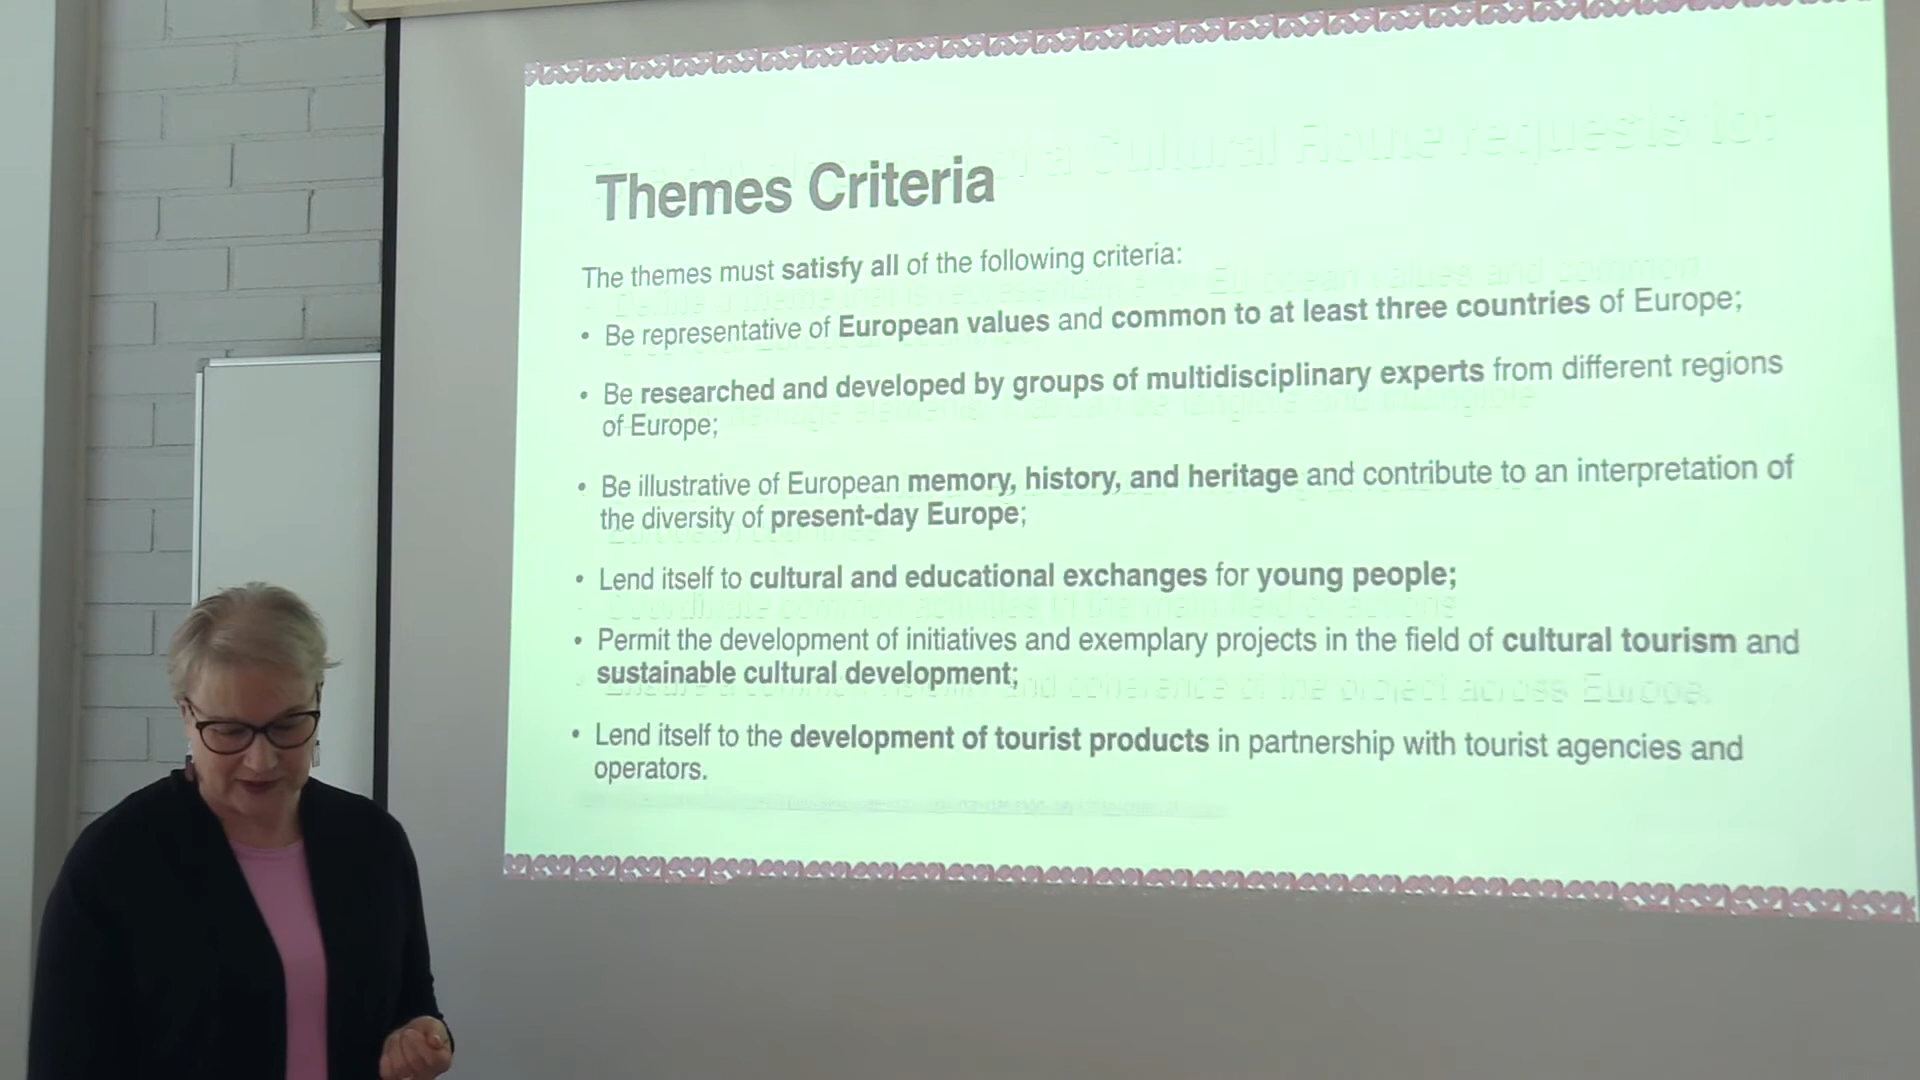 Themes Criteria
The themes must satisfy all of the following criteria:
• Be representative of European values and common to at least three countries of Europe;
• Be researched and developed by groups of multidisciplinary experts from different regions
of Europe;
• Be illustrative of European memory, history, and heritage and contribute to an interpretation of
the diversity of present-day Europe;
• Lend itself to cultural and educational exchanges for young people;
• Permit the development of initiatives and exemplary projects in the field of cultural tourism and
sustainable cultural development;
• Lend itself to the development of tourist products in partnership with tourist agencies and
operators.